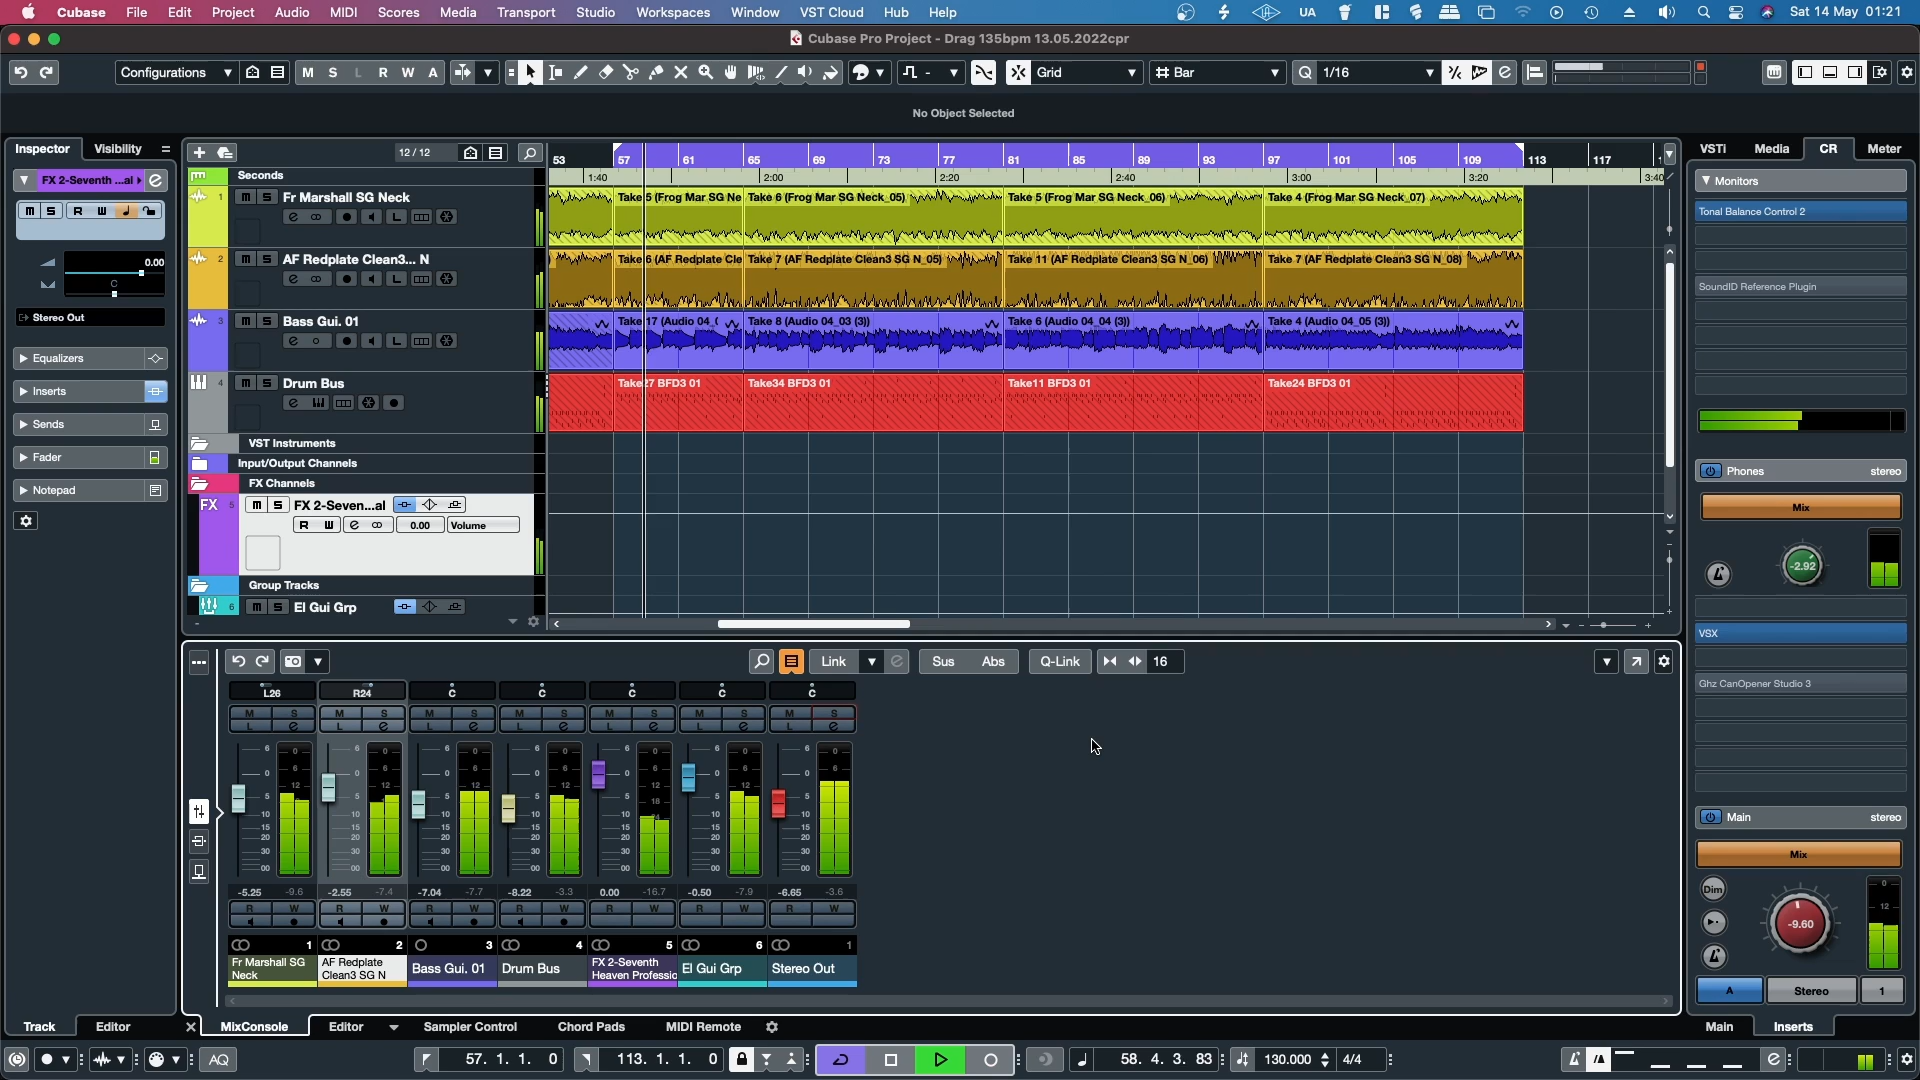 Cubase File Edit Project Audio MIDI Scores Media Transport Studio Workspaces Window VST Cloud Hub Help UA Sat 14 May 01:21
Cubase Pro Project - Drag 135bpm 13.05.2022cpr
Configurations M S L R W A Grid Bar Q 1/16
No Object Selected
Inspector Visibility
FX 2-Seventh ...al
M S R W
0.00
C
Stereo Out
Equalizers
Inserts
Sends
Fader
Notepad
12 / 12
53 57 61 65 69 73 77 81 85 89 93 97 101 105 109 113 117
Seconds
1:40 2:00 2:20 2:40 3:00 3:20 3:40
1 m S Fr Marshall SG Neck
Take 5 (Frog Mar SG Ne Take 6 (Frog Mar SG Neck_05) Take 5 (Frog Mar SG Neck_06) Take 4 (Frog Mar SG Neck_07)
2 m S AF Redplate Clean3... N
Take 6 (AF Redplate Cle Take 7 (AF Redplate Clean3 SG N_05) Take 11 (AF Redplate Clean3 SG N_06) Take 7 (AF Redplate Clean3 SG N_08)
3 m S Bass Gui. 01
Take 17 (Audio 04_( Take 8 (Audio 04_03 (3)) Take 6 (Audio 04_04 (3)) Take 4 (Audio 04_05 (3))
4 m S Drum Bus
Take27 BFD3 01 Take34 BFD3 01 Take11 BFD3 01 Take24 BFD3 01
VST Instruments
Input/Output Channels
FX Channels
FX 5 m S FX 2-Seven...al
R W e 0.00 Volume
Group Tracks
6 m S El Gui Grp
VSTi Media CR Meter
Monitors
Tonal Balance Control 2
SoundID Reference Plugin
Phones stereo
Mix
-2.92
VSX
Ghz CanOpener Studio 3
Main stereo
Mix
Dim
-9.60
A Stereo 1
Main Inserts
Link Sus Abs Q-Link 16
L26 R24 C C C C C
M S M S M S M S M S M S M S
L e L e L e L e L e L e L e
-5.25 -9.6 -2.55 -7.4 -7.04 -7.7 -8.22 -3.3 0.00 -16.7 -0.50 -7.9 -6.65 -3.6
R W R W R W R W R W R W R W
1 2 3 4 5 6 1
Fr Marshall SG Neck
AF Redplate Clean3 SG N
Bass Gui. 01
Drum Bus
FX 2-Seventh Heaven Professio
El Gui Grp
Stereo Out
Track Editor MixConsole Editor Sampler Control Chord Pads MIDI Remote
AQ 57. 1. 1. 0 113. 1. 1. 0 58. 4. 3. 83 130.000 4/4